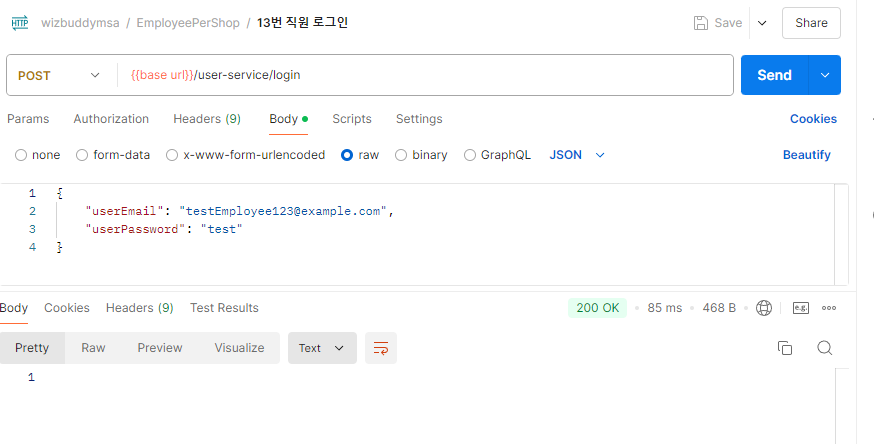 HTTP wizbuddymsa / EmployeePerShop / 13번 직원 로그인 Save Share
POST {{base url}}/user-service/login Send
Params Authorization Headers (9) Body Scripts Settings Cookies
none form-data x-www-form-urlencoded raw binary GraphQL JSON Beautify
1 {
2 "userEmail": "testEmployee123@example.com",
3 "userPassword": "test"
4 }
Body Cookies Headers (9) Test Results 200 OK • 85 ms • 468 B • e.g.
Pretty Raw Preview Visualize Text
1